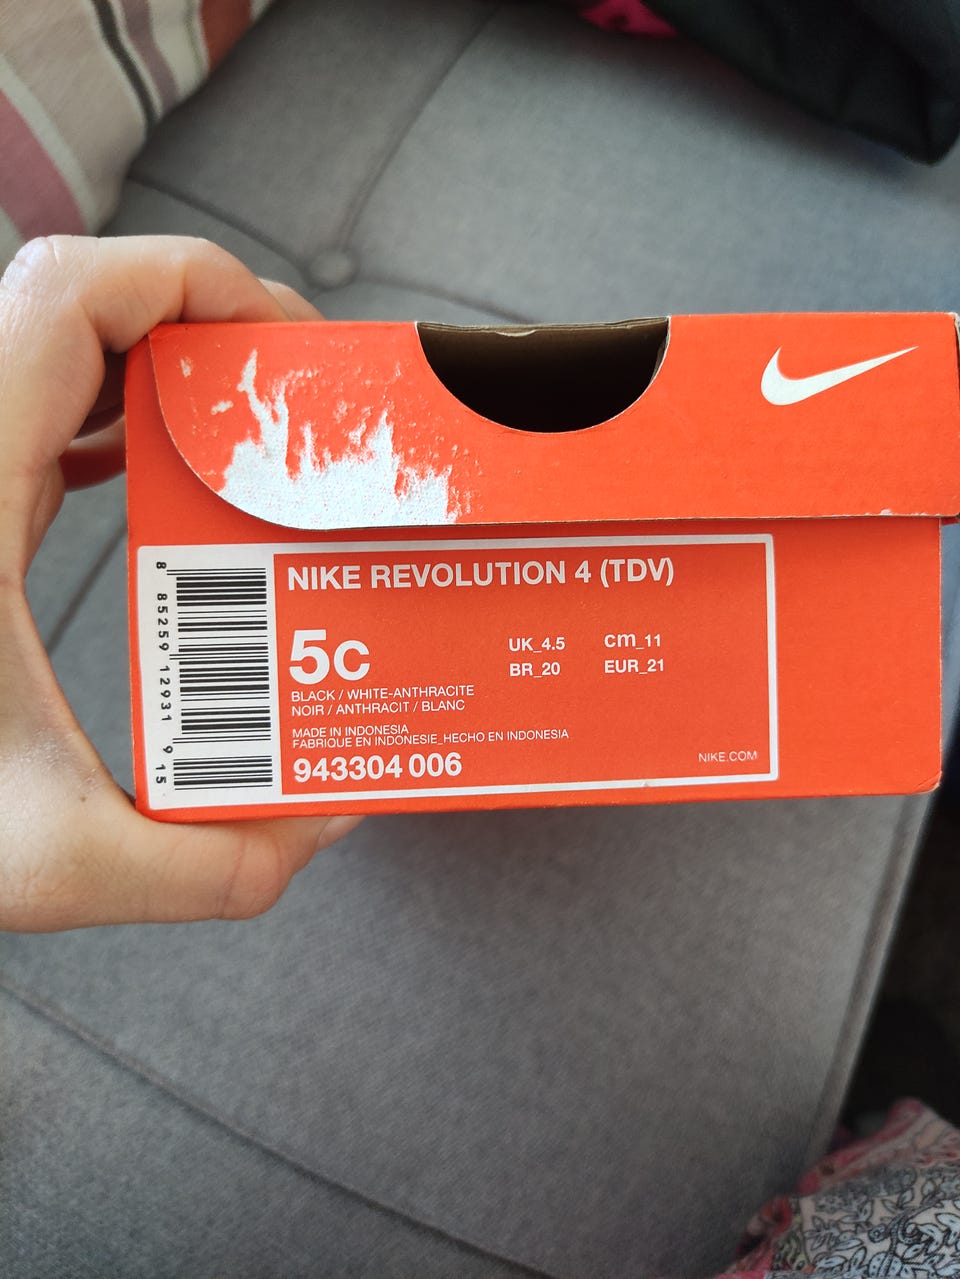 NIKE REVOLUTION 4 (TDV)
5C
UK_4.5 cm_11
BR_20 EUR_21
BLACK / WHITE-ANTHRACITE
NOIR / ANTHRACIT / BLANC
MADE IN INDONESIA
FABRIQUE EN INDONESIE_HECHO EN INDONESIA
943304 006
NIKE.COM
8 85259 12931 9 15